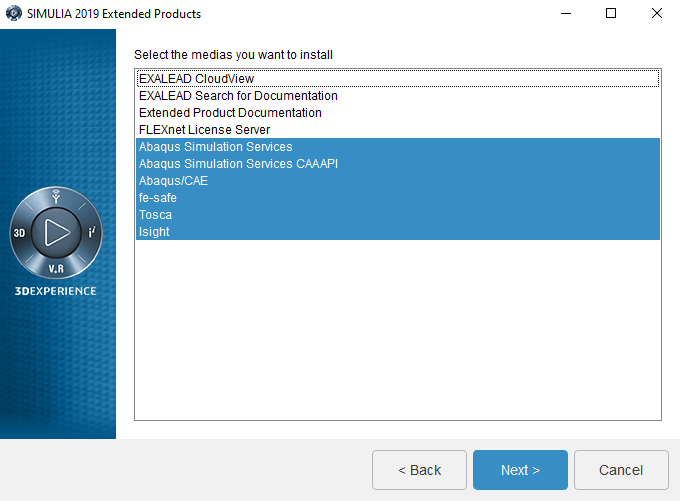 SIMULIA 2019 Extended Products
Select the medias you want to install
EXALEAD CloudView
EXALEAD Search for Documentation
Extended Product Documentation
FLEXnet License Server
Abaqus Simulation Services
Abaqus Simulation Services CAAAPI
Abaqus/CAE
fe-safe
Tosca
Isight
3D
i²
V.R
3DEXPERIENCE
< Back
Next >
Cancel